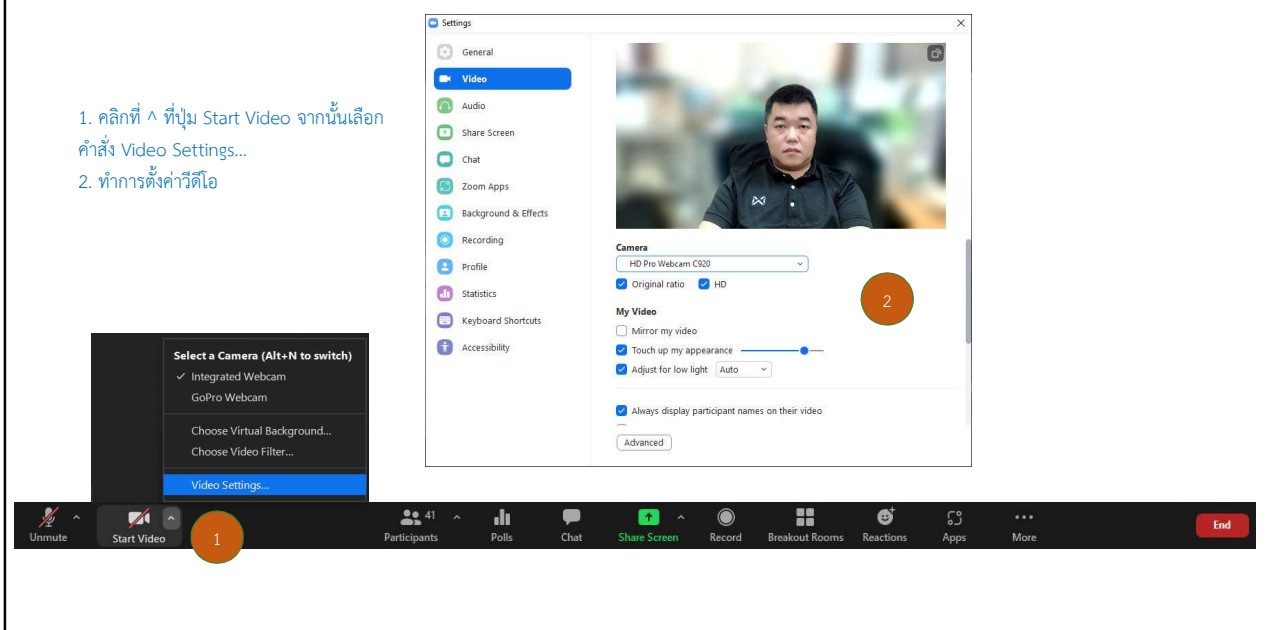 1. คลิกที่ ^ ที่ปุ่ม Start Video จากนั้นเลือก
คำสั่ง Video Settings...
2. ทำการตั้งค่าวีดีโอ
Settings
General
Video
Audio
Share Screen
Chat
Zoom Apps
Background & Effects
Recording
Profile
Statistics
Keyboard Shortcuts
Accessibility
Camera
HD Pro Webcam C920
Original ratio HD
My Video
Mirror my video
Touch up my appearance
Adjust for low light Auto
Always display participant names on their video
Advanced
2
Select a Camera (Alt+N to switch)
Integrated Webcam
GoPro Webcam
Choose Virtual Background...
Choose Video Filter...
Video Settings...
1
41
Unmute Start Video Participants Polls Chat Share Screen Record Breakout Rooms Reactions Apps More End